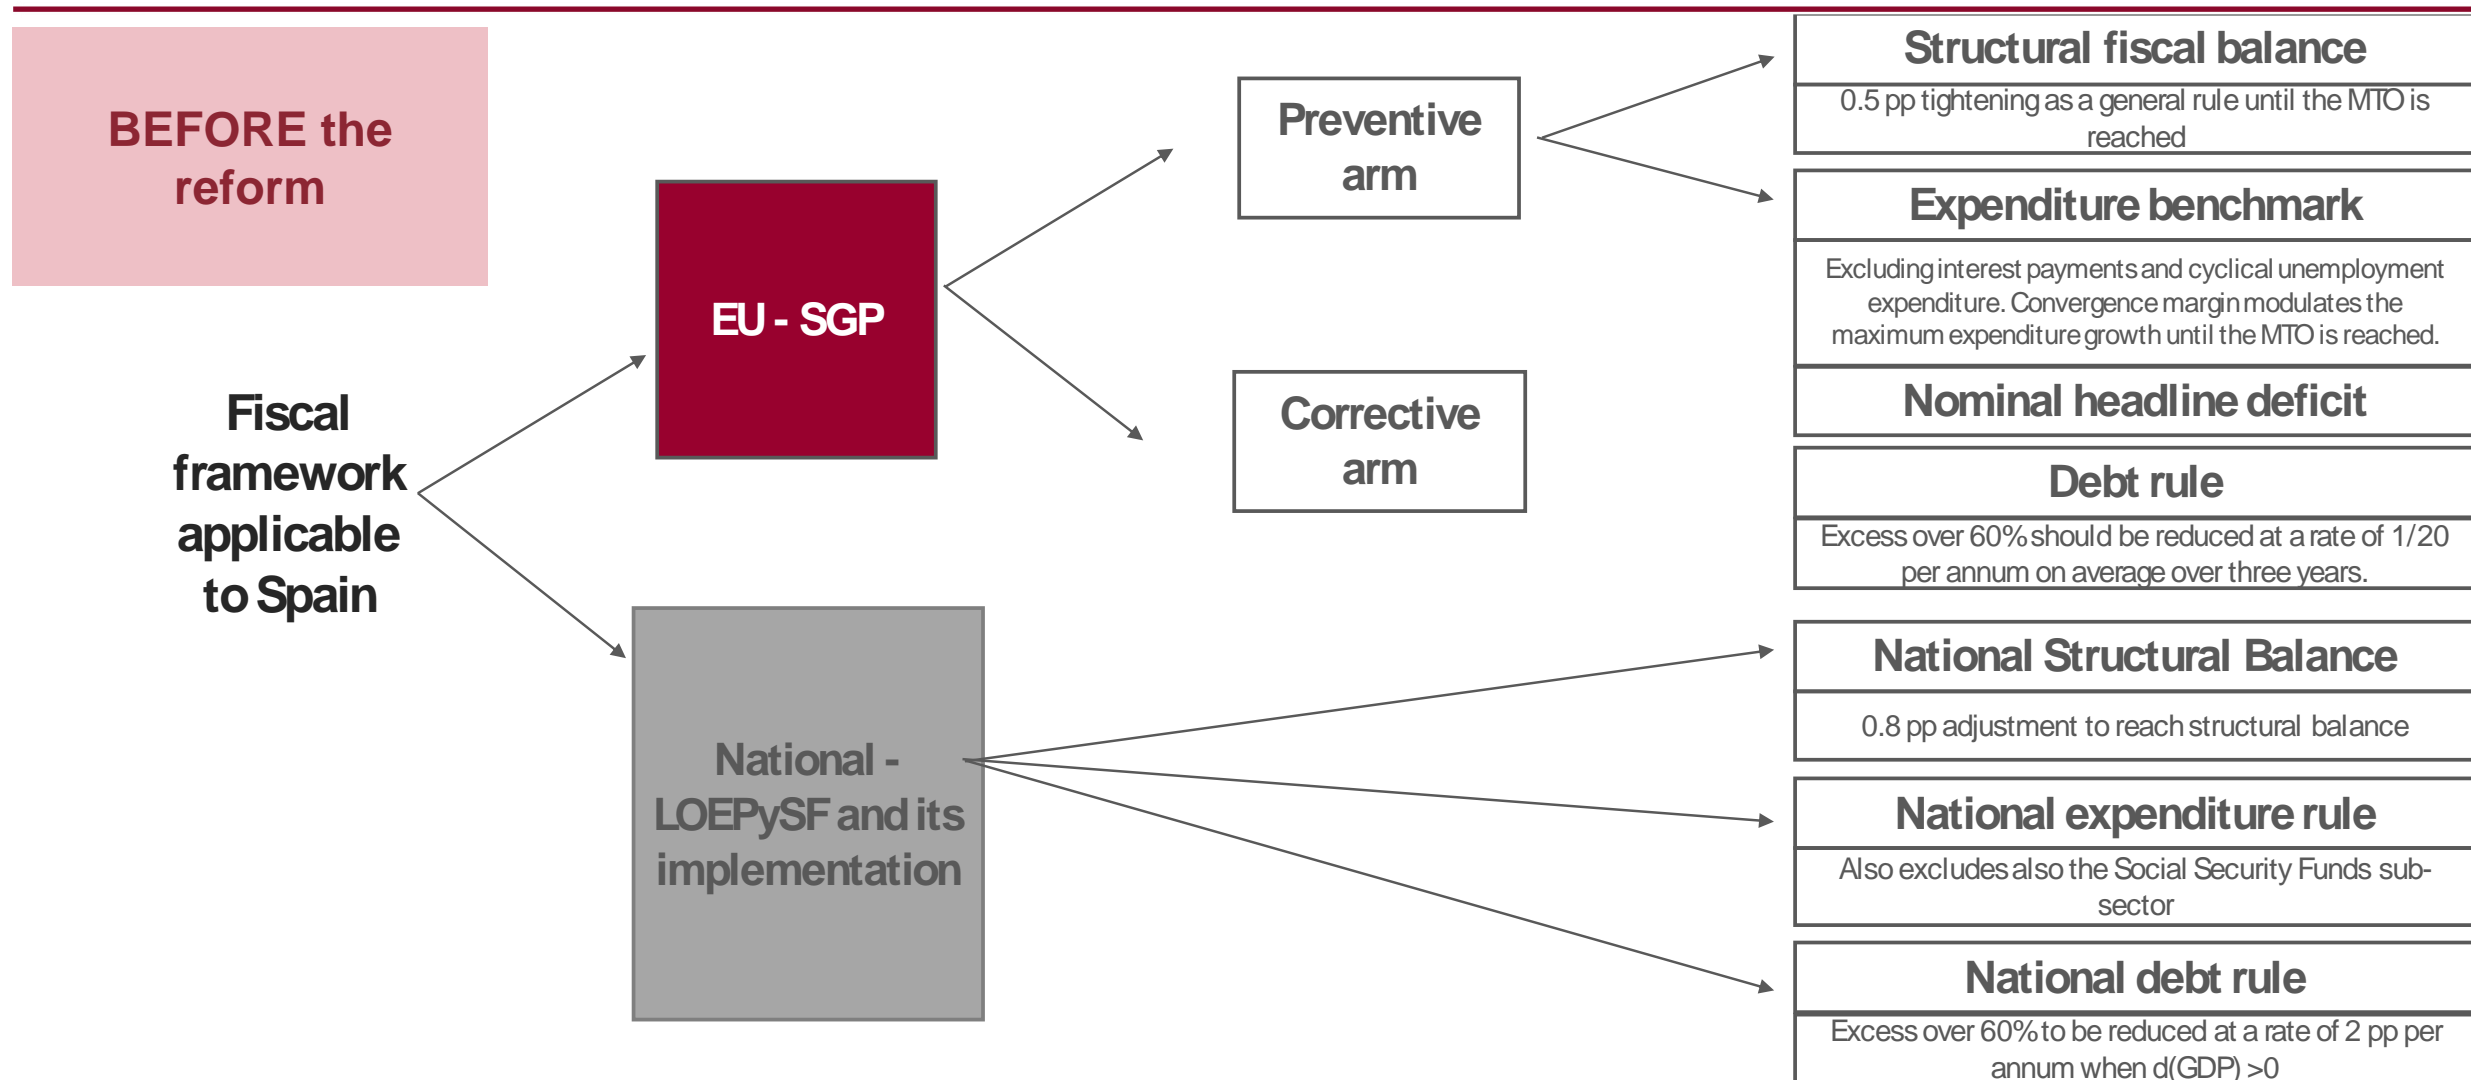 BEFORE the
reform
Fiscal
framework
applicable
to Spain
EU - SGP
National -
LOEPySF and its
implementation
Preventive
arm
Corrective
arm
Structural fiscal balance
0.5 pp tightening as a general rule until the MTO is
reached
Expenditure benchmark
Excluding interest payments and cyclical unemployment
expenditure. Convergence margin modulates the
maximum expenditure growth until the MTO is reached.
Nominal headline deficit
Debt rule
Excess over 60% should be reduced at a rate of 1/20
per annum on average over three years.
National Structural Balance
0.8 pp adjustment to reach structural balance
National expenditure rule
Also excludes also the Social Security Funds sub-
sector
National debt rule
Excess over 60% to be reduced at a rate of 2 pp per
annum when d(GDP) >0